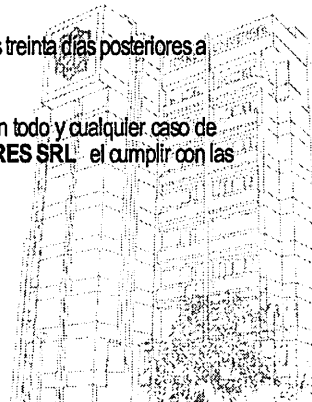 s treinta días posteriores a
n todo y cualquier caso de
RES SRL el cumplir con las